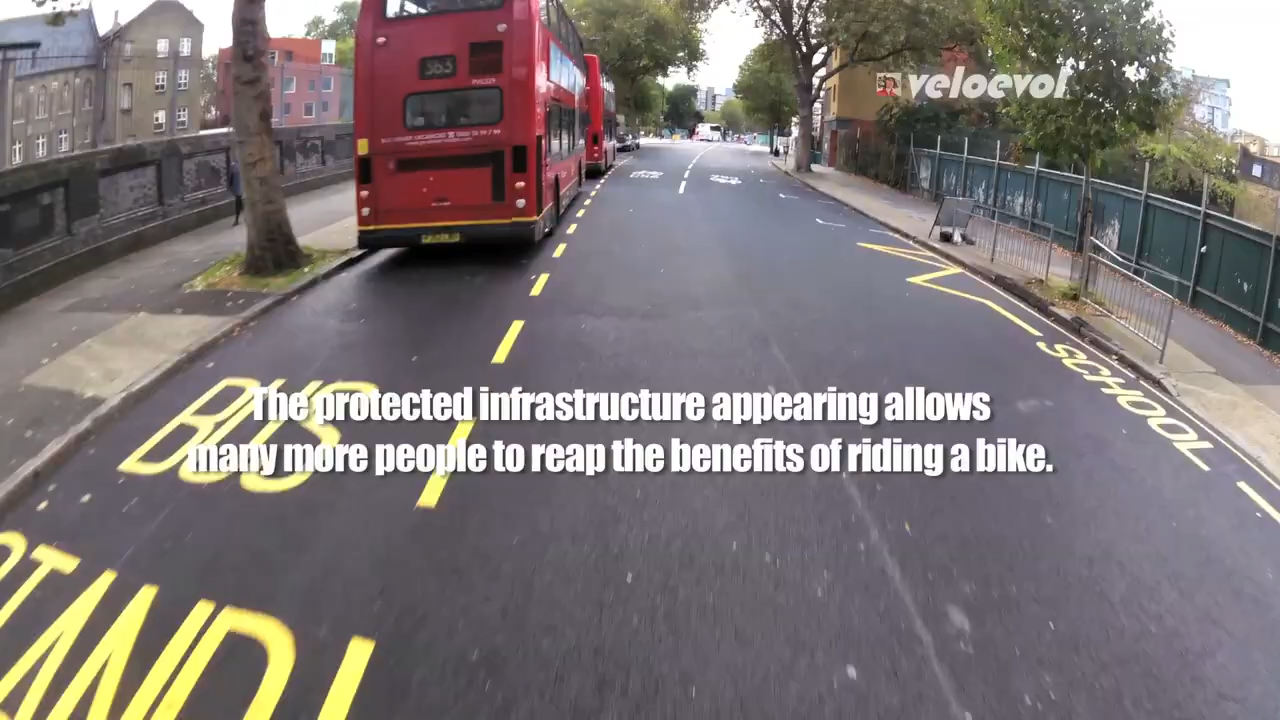 363
veloevol
The protected infrastructure appearing allows
many more people to reap the benefits of riding a bike.
BUS
STAND
SCHOOL